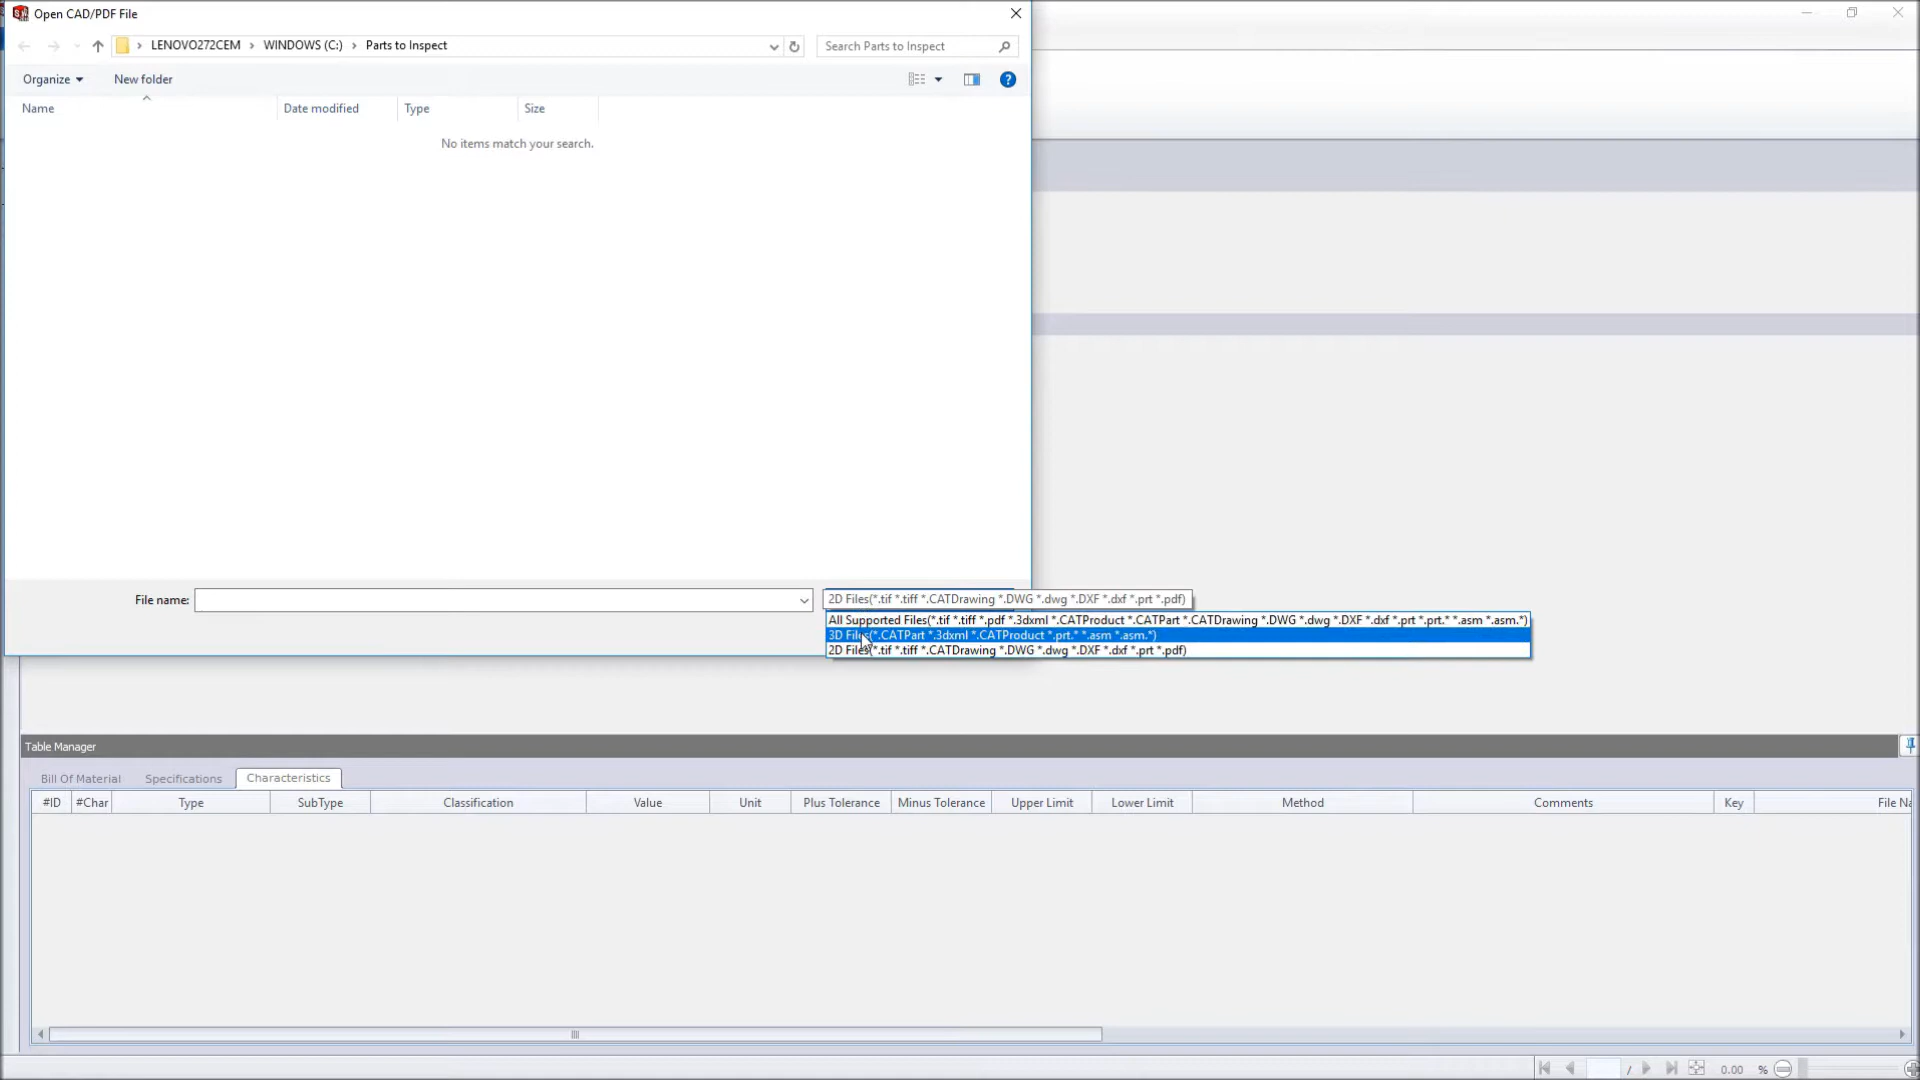 Open CAD/PDF File
LENOVO272CEM > WINDOWS (C:) > Parts to Inspect
Search Parts to Inspect
Organize
New folder
Name
Date modified
Type
Size
No items match your search.
File name:
2D Files(*.tif *.tiff *.CATDrawing *.DWG *.dwg *.DXF *.dxf *.prt *.pdf)
All Supported Files(*.tif *.tiff *.pdf *.3dxml *.CATProduct *.CATPart *.CATDrawing *.DWG *.dwg *.DXF *.dxf *.prt *.prt.* *.asm *.asm.*)
3D Files(*.CATPart *.3dxml *.CATProduct *.prt.* *.asm *.asm.*)
2D Files(*.tif *.tiff *.CATDrawing *.DWG *.dwg *.DXF *.dxf *.prt *.pdf)
Table Manager
Bill Of Material
Specifications
Characteristics
#ID #Char Type SubType Classification Value Unit Plus Tolerance Minus Tolerance Upper Limit Lower Limit Method Comments Key File Na
/ 0.00 %